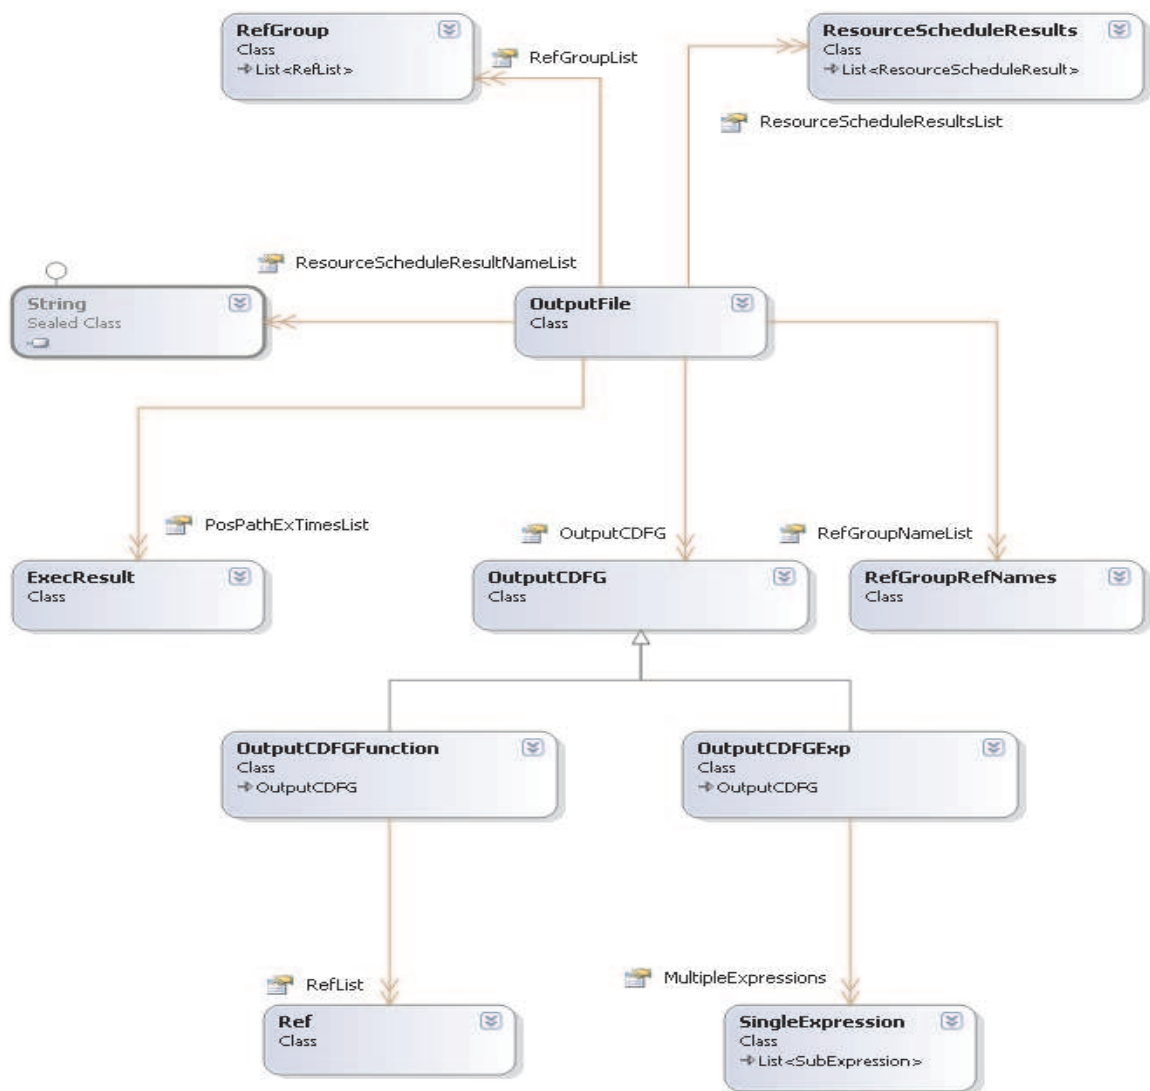 RefGroup
Class
List<RefList>
RefGroupList
ResourceScheduleResults
Class
List<ResourceScheduleResult>
ResourceScheduleResultsList
ResourceScheduleResultNameList
String
Sealed Class
OutputFile
Class
PosPathExTimesList
OutputCDFG
RefGroupNameList
ExecResult
Class
OutputCDFG
Class
RefGroupRefNames
Class
OutputCDFGFunction
Class
OutputCDFG
OutputCDFGExp
Class
OutputCDFG
RefList
MultipleExpressions
Ref
Class
SingleExpression
Class
List<SubExpression>